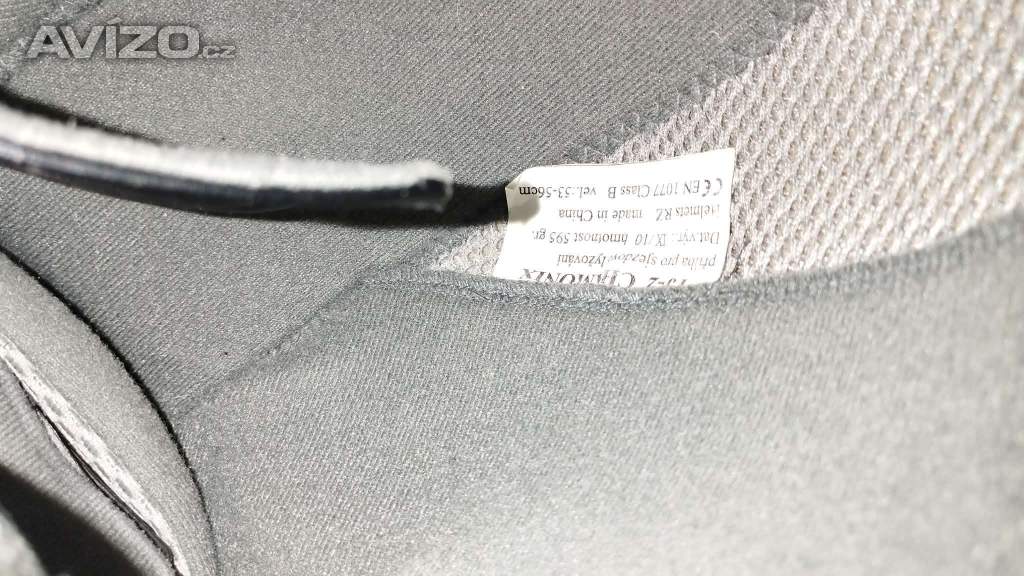 AVÍZO.cz
CHAMONIX
přilba pro sjezdové lyžování
Dat.výr.: IX/10 hmotnost 595 gr.
Helmets RZ made in China
CE EN 1077 Class B vel. 53-56cm